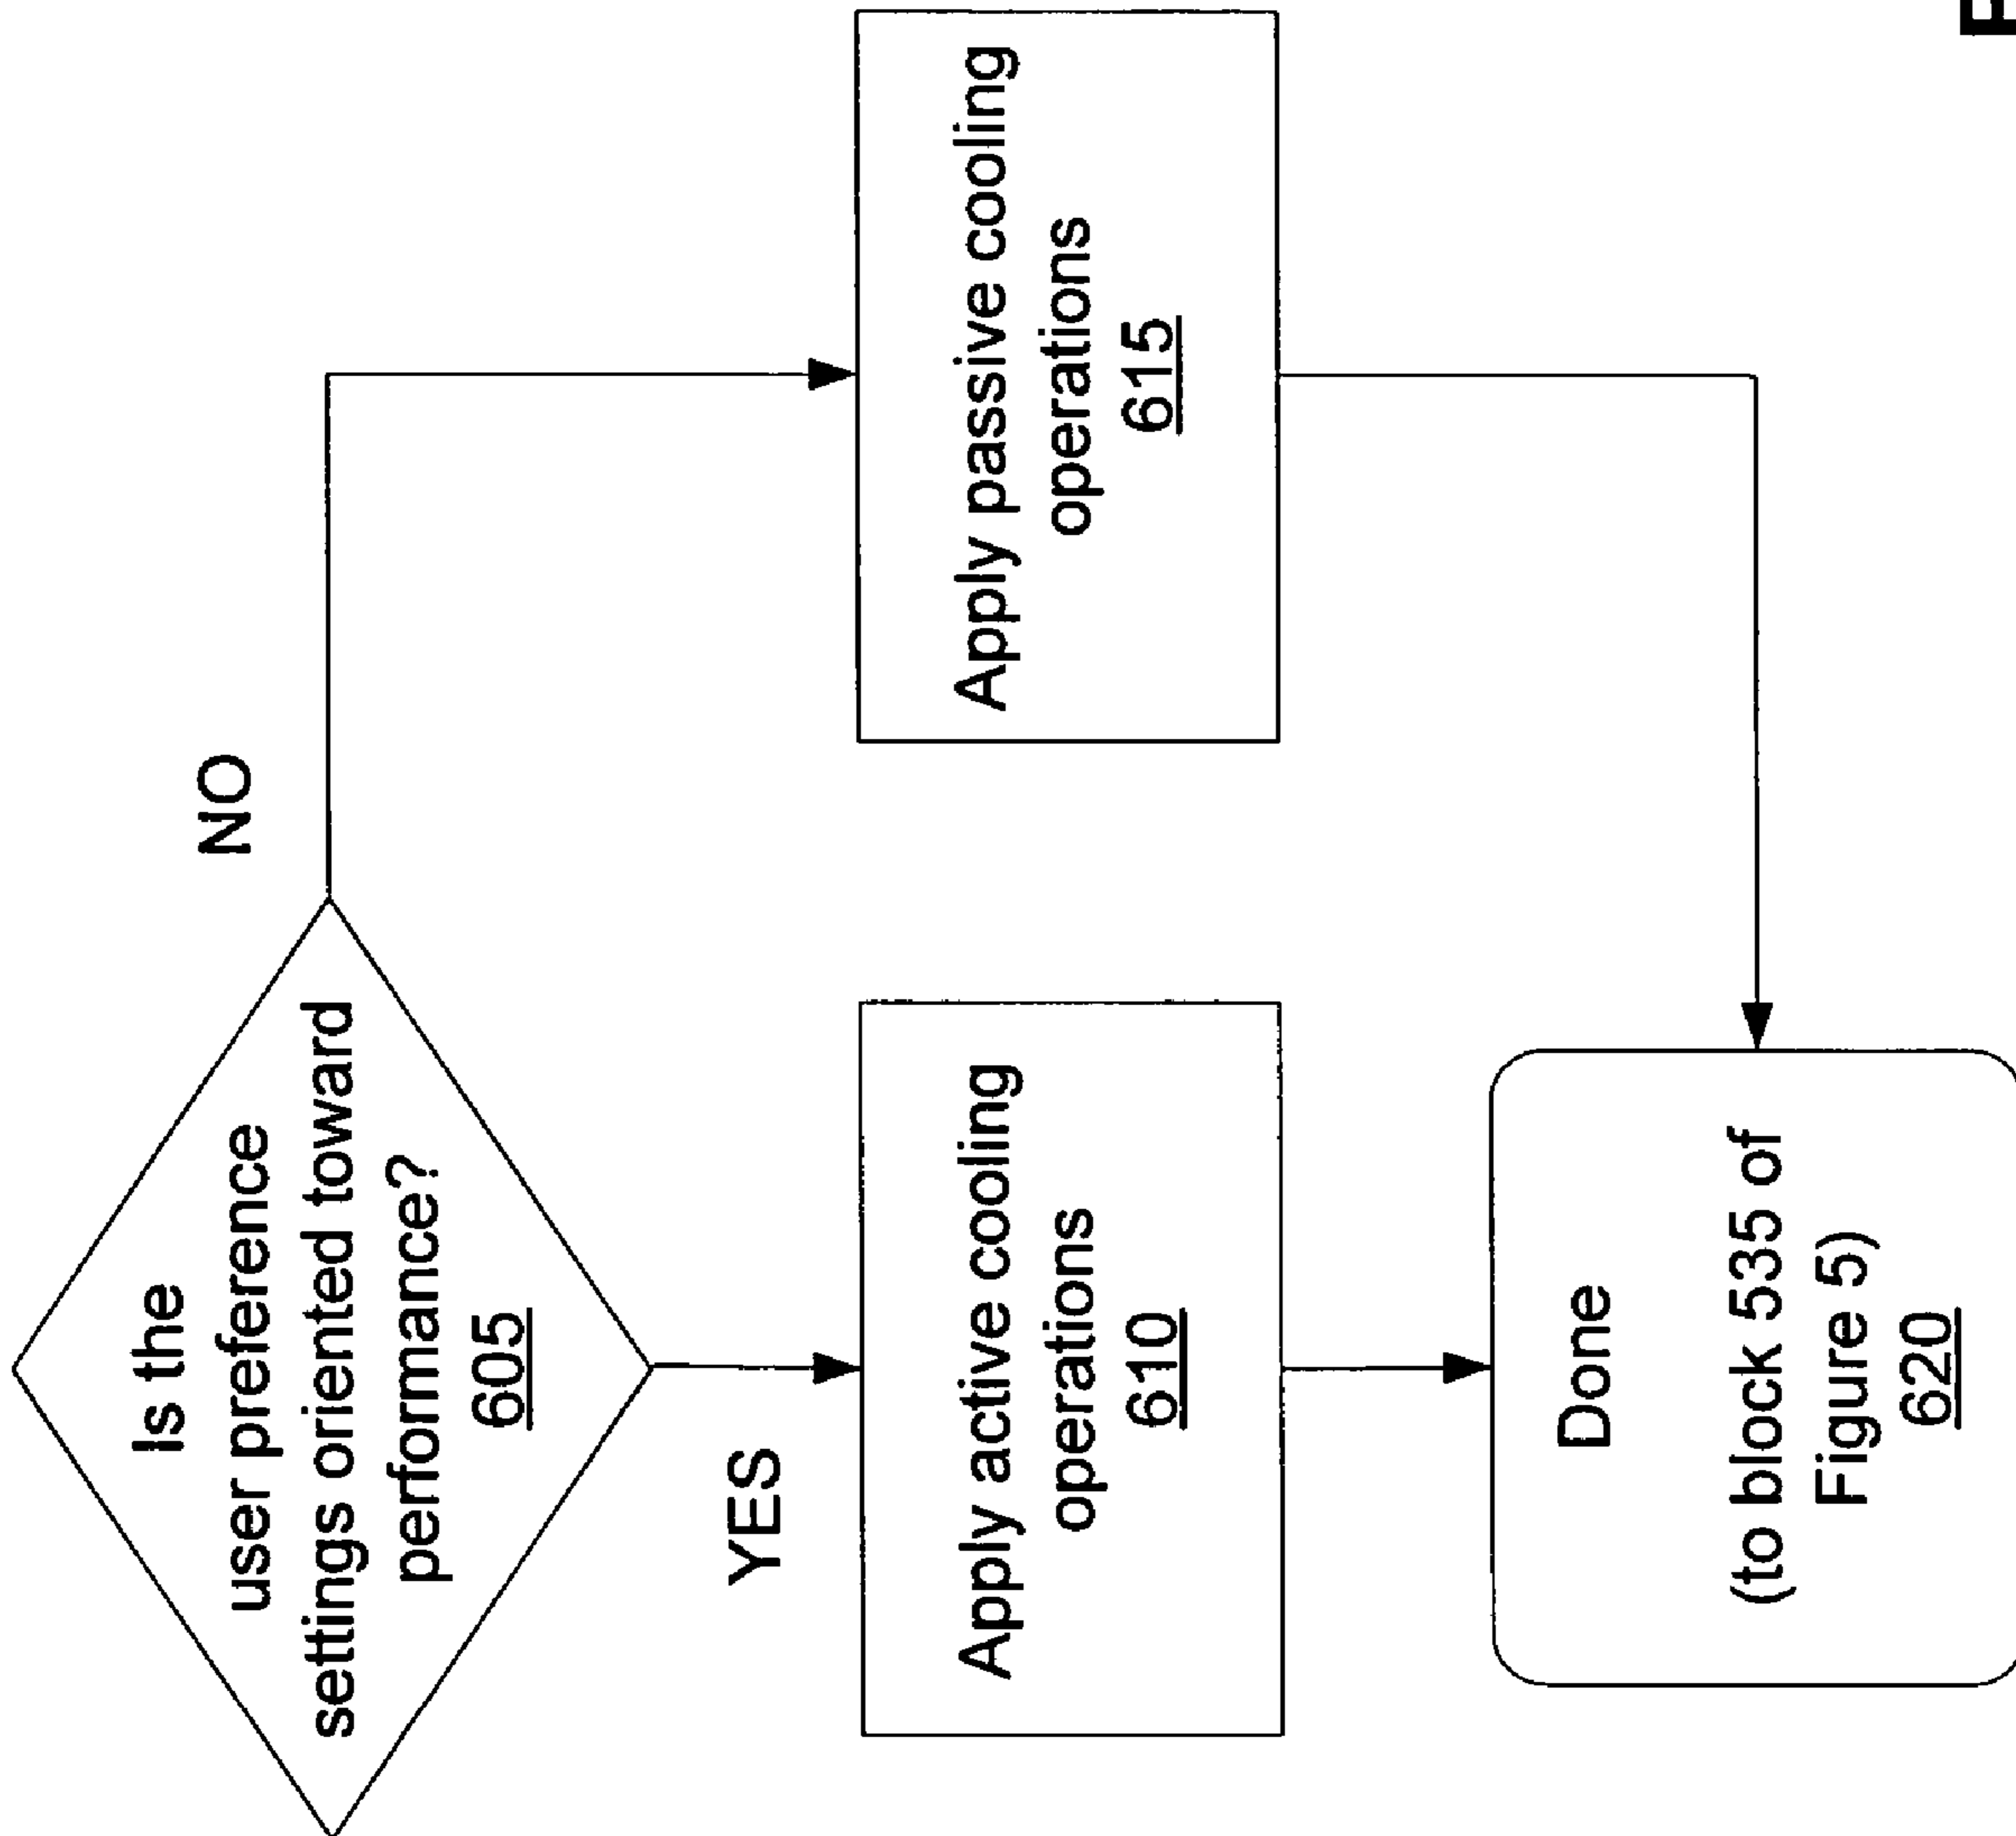 Is the
user preference
settings oriented toward
performance?
605
NO
YES
Apply active cooling
operations
610
Apply passive cooling
operations
615
Done
(to block 535 of
Figure 5)
620